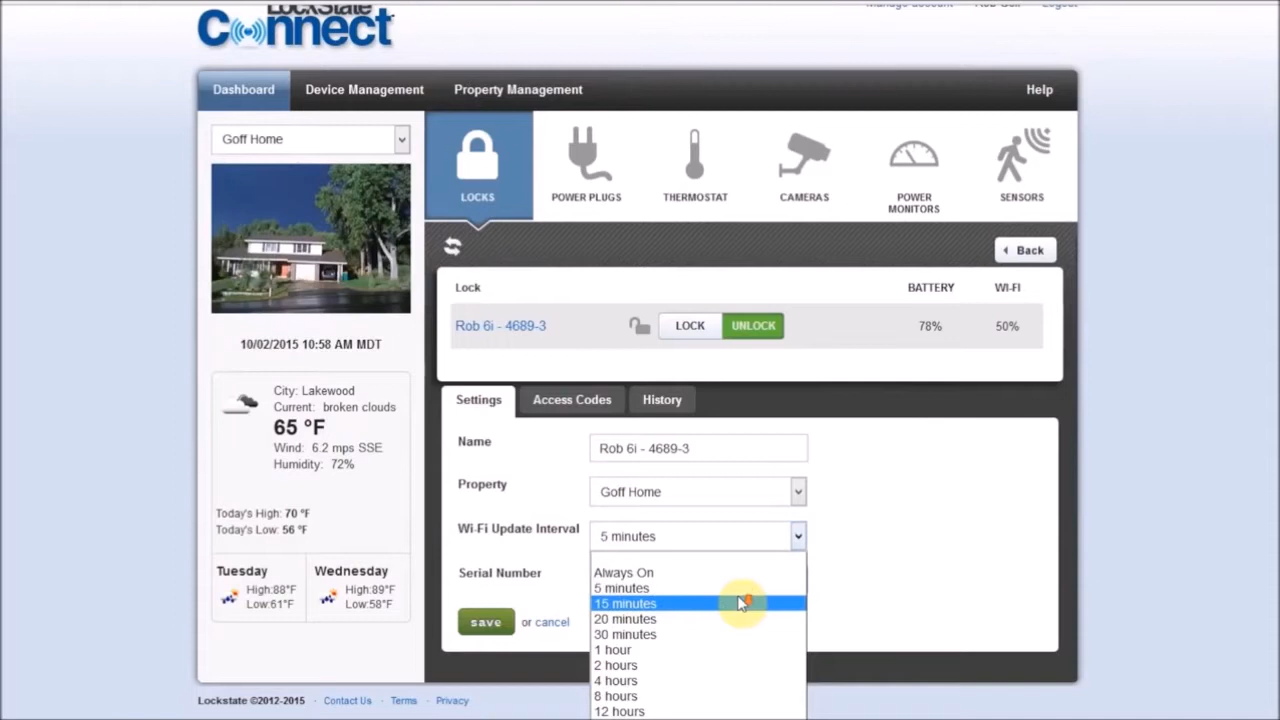 LockState
Connect
Manage account Rob Goff Logout
Dashboard Device Management Property Management Help
Goff Home
LOCKS POWER PLUGS THERMOSTAT CAMERAS POWER MONITORS SENSORS
Back
Lock BATTERY WI-FI
Rob 6i - 4689-3 LOCK UNLOCK 78% 50%
10/02/2015 10:58 AM MDT
City: Lakewood
Current: broken clouds
65 °F
Wind: 6.2 mps SSE
Humidity: 72%
Today's High: 70 °F
Today's Low: 56 °F
Tuesday
High:88°F
Low:61°F
Wednesday
High:89°F
Low:58°F
Settings Access Codes History
Name Rob 6i - 4689-3
Property Goff Home
Wi-Fi Update Interval 5 minutes
Always On
5 minutes
15 minutes
20 minutes
30 minutes
1 hour
2 hours
4 hours
8 hours
12 hours
Serial Number
save or cancel
Lockstate ©2012-2015 · Contact Us · Terms · Privacy